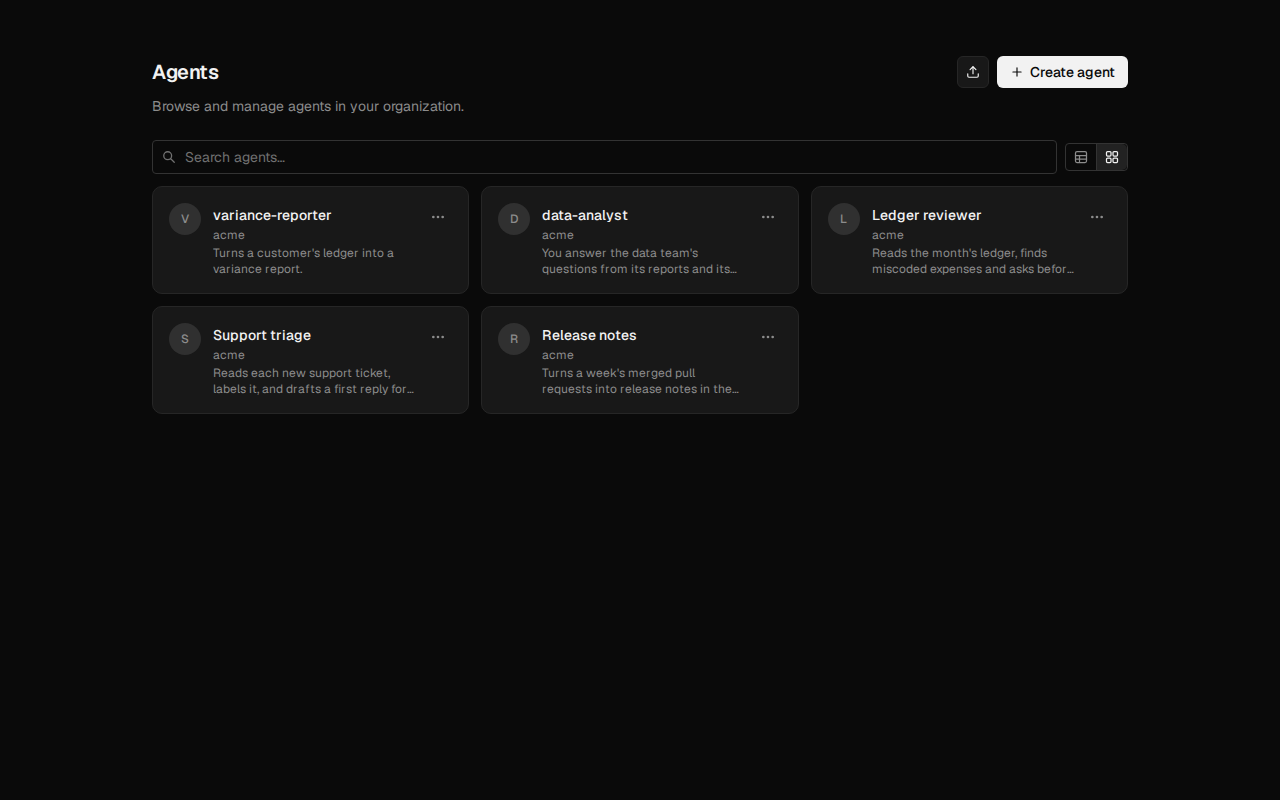 Agents
Create agent
Browse and manage agents in your organization.
Search agents...
V
variance-reporter
acme
Turns a customer's ledger into a
variance report.
D
data-analyst
acme
You answer the data team's
questions from its reports and its...
L
Ledger reviewer
acme
Reads the month's ledger, finds
miscoded expenses and asks befor...
S
Support triage
acme
Reads each new support ticket,
labels it, and drafts a first reply for...
R
Release notes
acme
Turns a week's merged pull
requests into release notes in the...